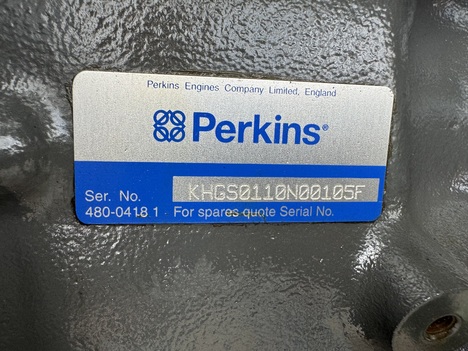 Perkins Engines Company Limited, England
Perkins®
Ser. No. KHGS0110N00105F
480-0418 1 For spares quote Serial No.